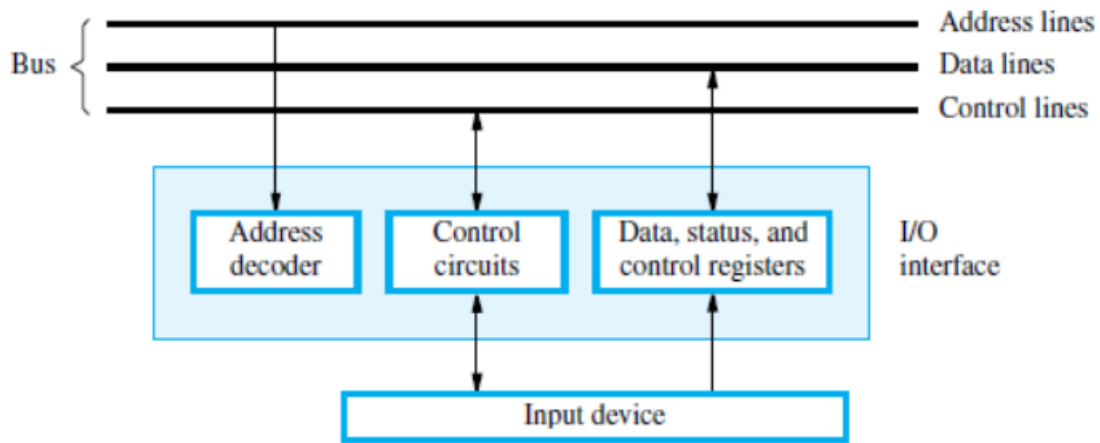 Address lines
Bus
Data lines
Control lines
Address
decoder
Control
circuits
Data, status, and
control registers
I/O
interface
Input device